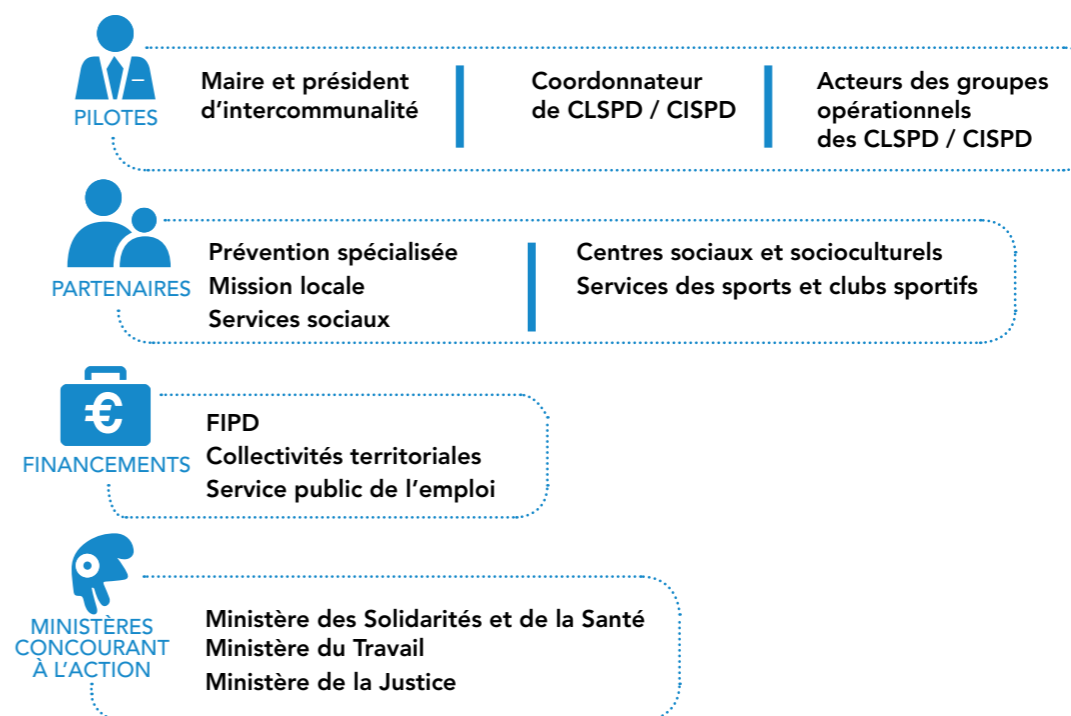 PILOTES
Maire et président
d'intercommunalité
Coordonnateur
de CLSPD / CISPD
Acteurs des groupes
opérationnels
des CLSPD / CISPD
PARTENAIRES
Prévention spécialisée
Mission locale
Services sociaux
Centres sociaux et socioculturels
Services des sports et clubs sportifs
€
FINANCEMENTS
FIPD
Collectivités territoriales
Service public de l'emploi
MINISTÈRES
CONCOURANT
À L'ACTION
Ministère des Solidarités et de la Santé
Ministère du Travail
Ministère de la Justice